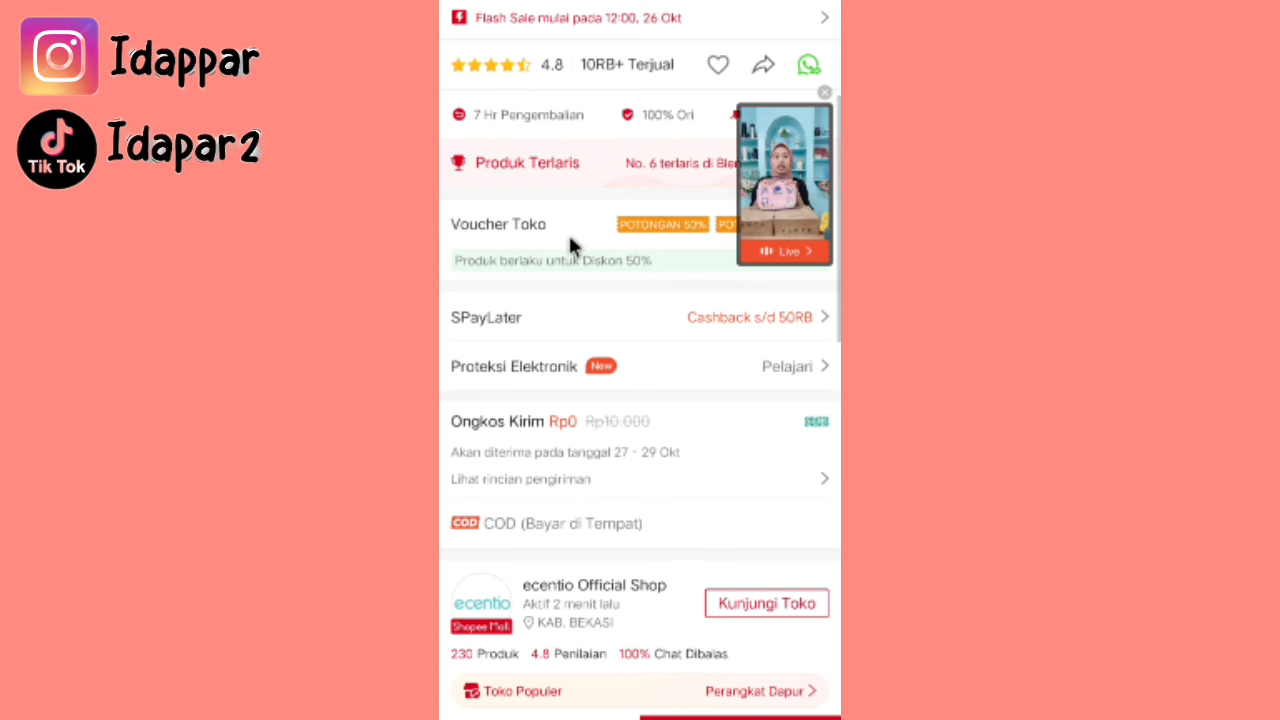 Idappar
Tik Tok
Idapar2
Flash Sale mulai pada 12:00, 26 Okt
4.8
10RB+ Terjual
7 Hr Pengembalian
100% Ori
Produk Terlaris
No. 6 terlaris di Ble
Voucher Toko
POTONGAN 50%
POT
Produk berlaku untuk Diskon 50%
Live
SPayLater
Cashback s/d 50RB
Proteksi Elektronik
New
Pelajari
Ongkos Kirim Rp0 Rp10.000
Akan diterima pada tanggal 27 - 29 Okt
Lihat rincian pengiriman
COD COD (Bayar di Tempat)
ecentio
Shopee Mall
ecentio Official Shop
Aktif 2 menit lalu
KAB. BEKASI
Kunjungi Toko
230 Produk 4.8 Penilaian 100% Chat Dibalas
Toko Populer
Perangkat Dapur